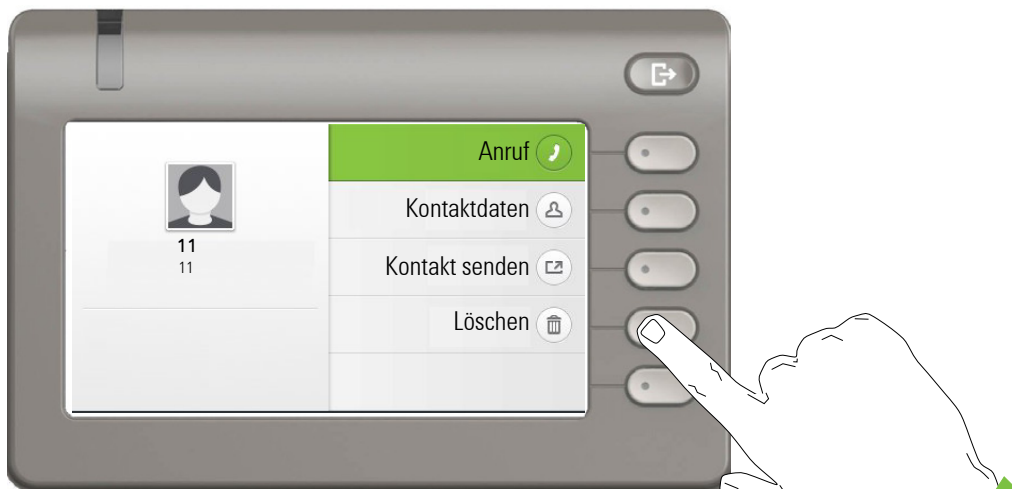 Anruf
Kontaktdaten
11
11
Kontakt senden
Löschen